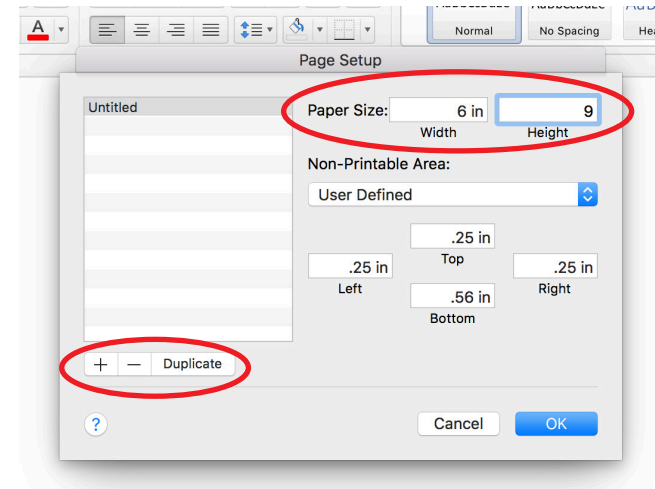 A
Normal
No Spacing
Page Setup
Untitled
Paper Size:
6 in
9
Width
Height
Non-Printable Area:
User Defined
.25 in
Top
.25 in
.25 in
Left
Right
.56 in
Bottom
+
—
Duplicate
?
Cancel
OK